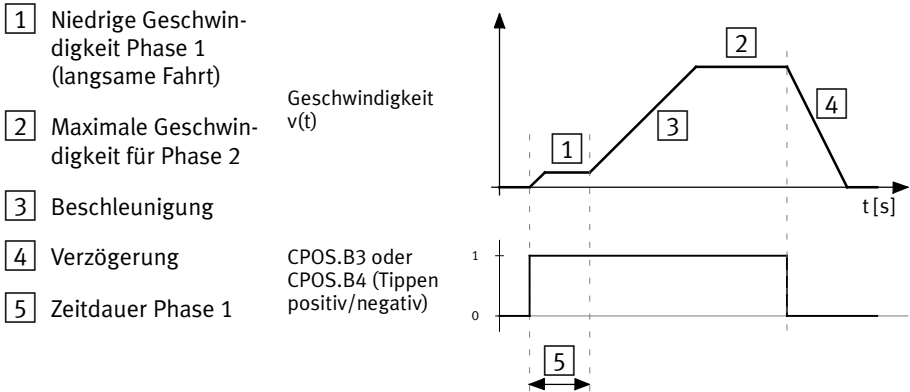 1 Niedrige Geschwin-
digkeit Phase 1
(langsame Fahrt)
2 Maximale Geschwin-
digkeit für Phase 2
3 Beschleunigung
4 Verzögerung
5 Zeitdauer Phase 1
Geschwindigkeit
v(t)
1
2
3
4
t [s]
CPOS.B3 oder
CPOS.B4 (Tippen
positiv/negativ)
1
0
5